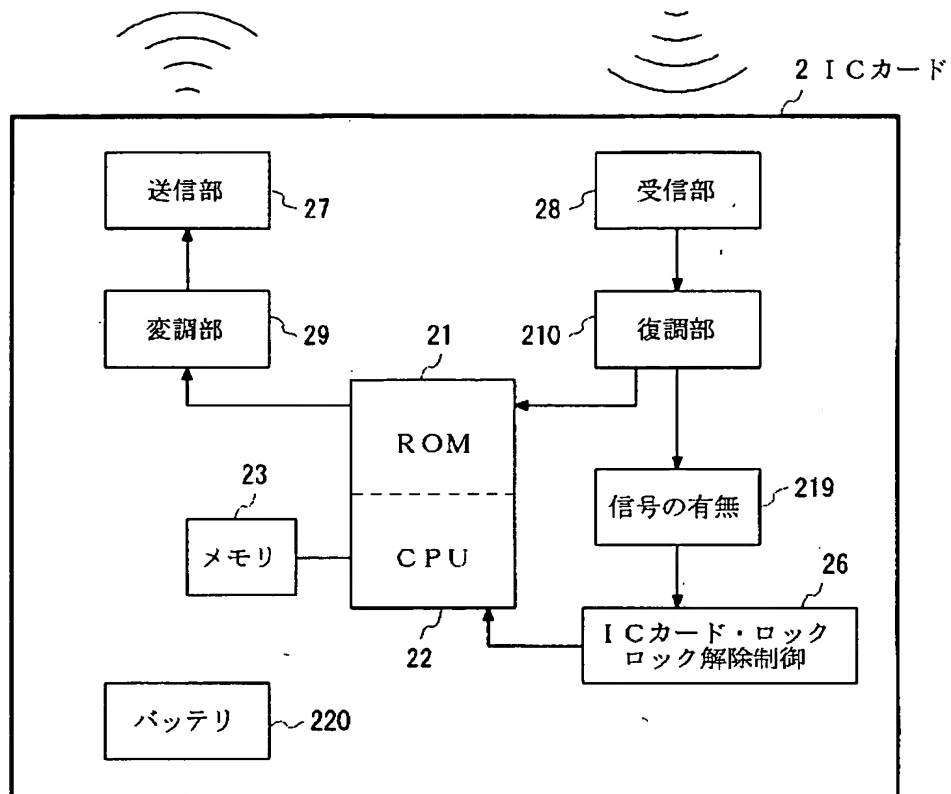 2 ICカード
送信部
27
28
受信部
変調部
29
210
復調部
21
ROM
CPU
22
23
メモリ
信号の有無
219
26
ICカード・ロック
ロック解除制御
バッテリ
220